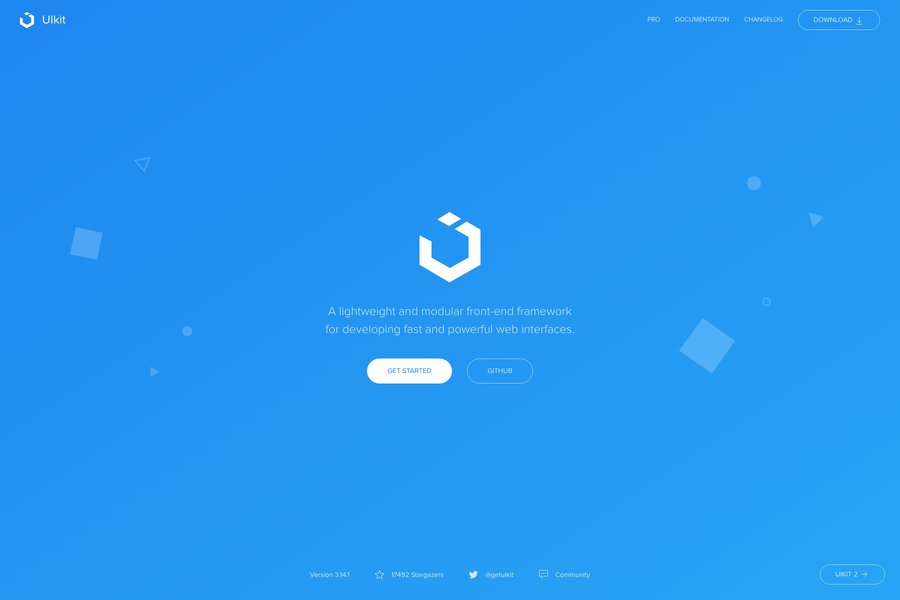 UIkit
PRO
DOCUMENTATION
CHANGELOG
DOWNLOAD
A lightweight and modular front-end framework
for developing fast and powerful web interfaces.
GET STARTED
GITHUB
Version 3.14.1
17492 Stargazers
@getuikit
Community
UIKIT 2